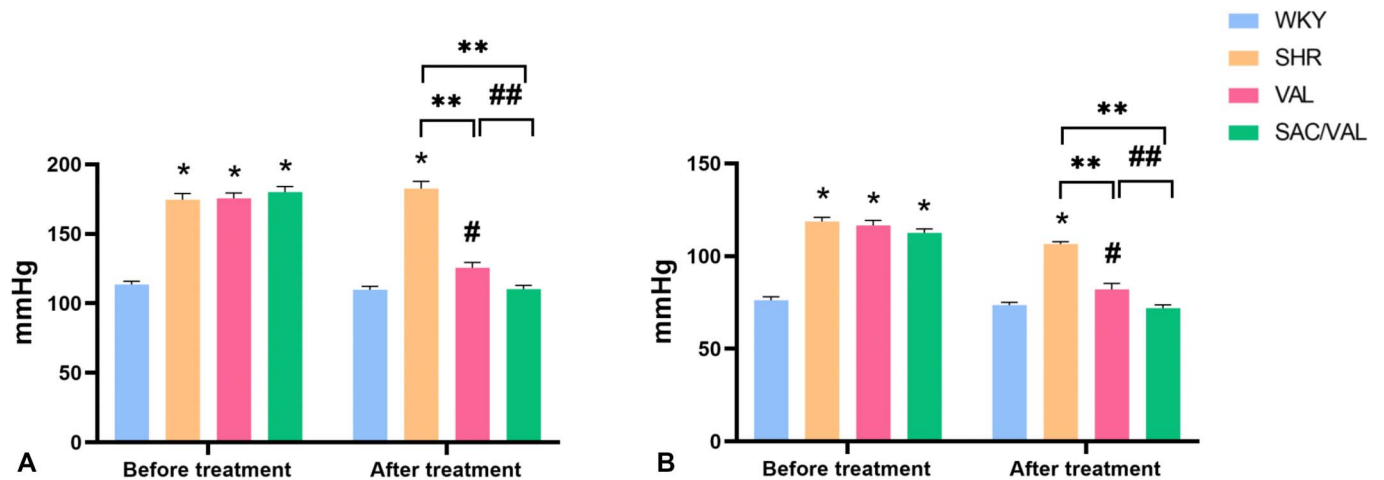 WKY
SHR
VAL
SAC/VAL
**
** ##
* * * * #
200
150
100
50
0
mmHg
Before treatment After treatment
A
**
** ##
* * * * #
150
100
50
0
mmHg
Before treatment After treatment
B